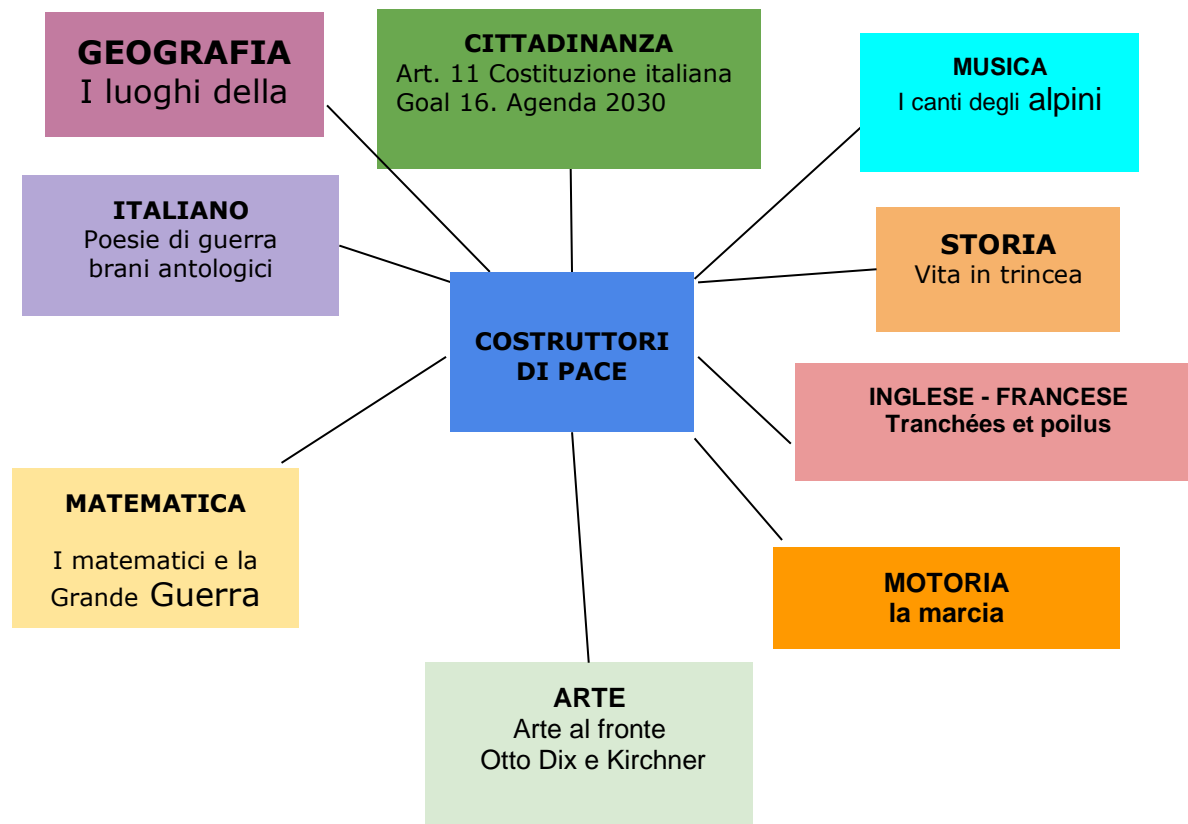 GEOGRAFIA
I luoghi della
CITTADINANZA
Art. 11 Costituzione italiana
Goal 16. Agenda 2030
MUSICA
I canti degli alpini
ITALIANO
Poesie di guerra
brani antologici
STORIA
Vita in trincea
COSTRUTTORI
DI PACE
INGLESE - FRANCESE
Tranchées et poilus
MATEMATICA
I matematici e la
Grande Guerra
MOTORIA
la marcia
ARTE
Arte al fronte
Otto Dix e Kirchner